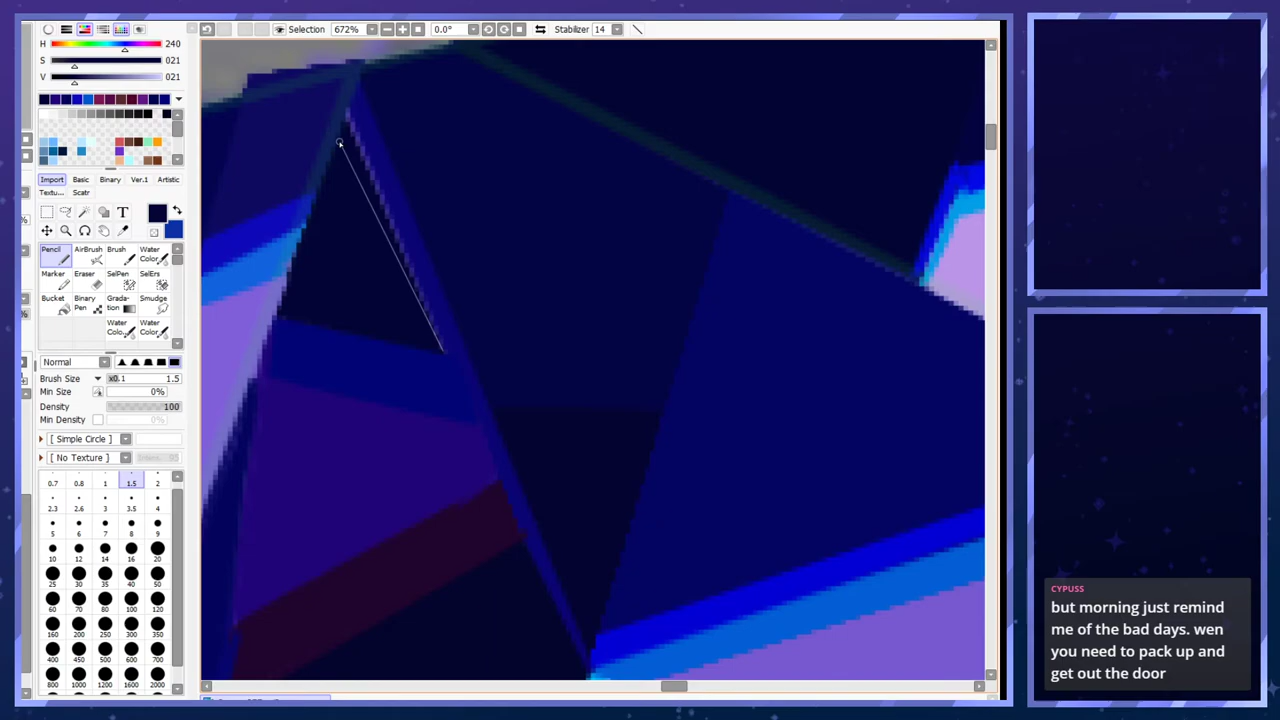 Selection 672% 0.0° Stabilizer 14
H 240
S 021
V 021
Import Basic Binary Ver.1 Artistic
Textu... Scatr
Pencil AirBrush Brush Water Color
Marker Eraser SelPen SelErs
Bucket Binary Pen Grada-tion Smudge
Water Colo... Water Color
Normal
Brush Size x0.1 1.5
Min Size 0%
Density 100
Min Density 0%
[ Simple Circle ]
[ No Texture ]
0.7 0.8 1 1.5 2
2.3 2.6 3 3.5 4
5 6 7 8 9
10 12 14 16 20
25 30 35 40 50
60 70 80 100 120
160 200 250 300 350
400 450 500 600 700
800 1000 1200 1600 2000
CYPUSS
but morning just remind
me of the bad days. wen
you need to pack up and
get out the door